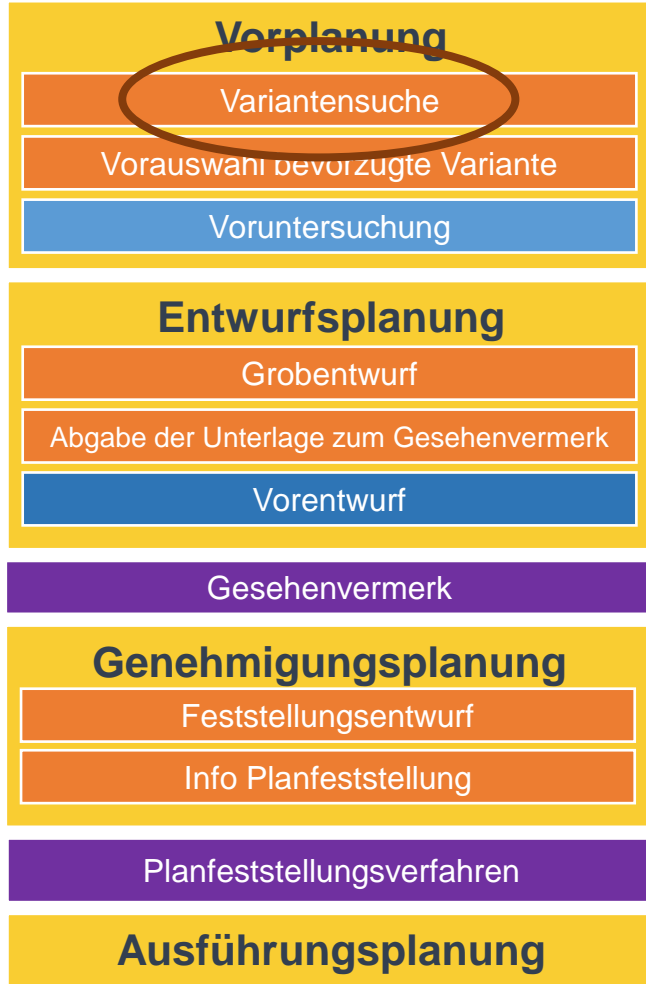 Vorplanung
Variantensuche
Vorauswahl bevorzugte Variante
Voruntersuchung
Entwurfsplanung
Grobentwurf
Abgabe der Unterlage zum Gesehenvermerk
Vorentwurf
Gesehenvermerk
Genehmigungsplanung
Feststellungsentwurf
Info Planfeststellung
Planfeststellungsverfahren
Ausführungsplanung